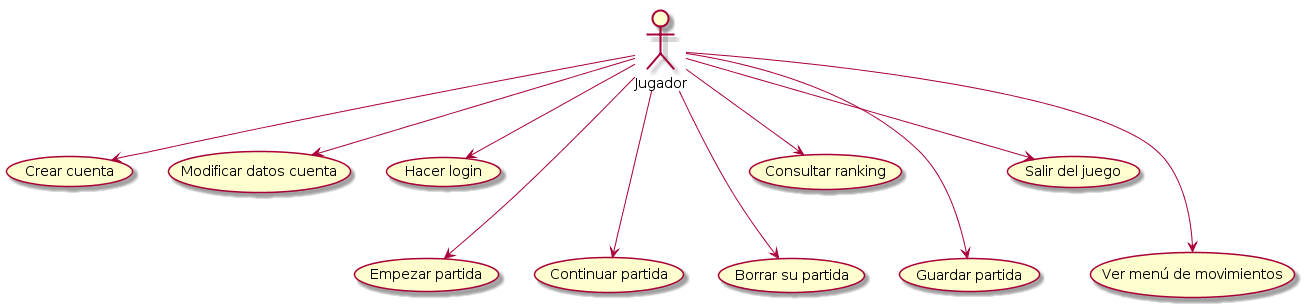 Jugador
Crear cuenta
Modificar datos cuenta
Hacer login
Consultar ranking
Salir del juego
Empezar partida
Continuar partida
Borrar su partida
Guardar partida
Ver menú de movimientos